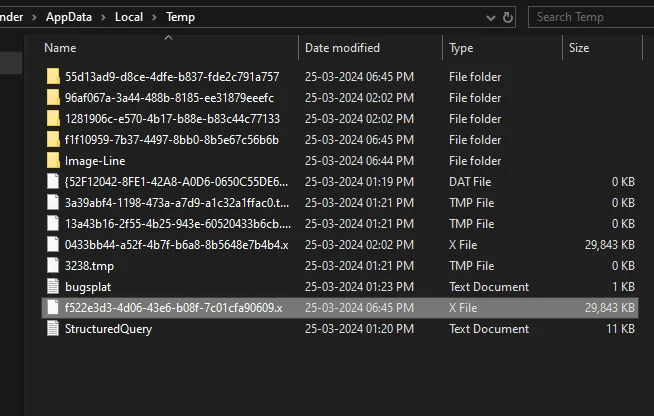 nder > AppData > Local > Temp
Search Temp
Name Date modified Type Size
55d13ad9-d8ce-4dfe-b837-fde2c791a757 25-03-2024 06:45 PM File folder
96af067a-3a44-488b-8185-ee31879eeefc 25-03-2024 02:02 PM File folder
1281906c-e570-4b17-b88e-b83c44c77133 25-03-2024 02:02 PM File folder
f1f10959-7b37-4497-8bb0-8b5e67c56b6b 25-03-2024 06:45 PM File folder
Image-Line 25-03-2024 06:44 PM File folder
{52F12042-8FE1-42A8-A0D6-0650C55DE6... 25-03-2024 01:19 PM DAT File 0 KB
3a39abf4-1198-473a-a7d9-a1c32a1ffac0.t... 25-03-2024 01:21 PM TMP File 0 KB
13a43b16-2f55-4b25-943e-60520433b6cb.... 25-03-2024 01:21 PM TMP File 0 KB
0433bb44-a52f-4b7f-b6a8-8b5648e7b4b4.x 25-03-2024 02:02 PM X File 29,843 KB
3238.tmp 25-03-2024 01:21 PM TMP File 0 KB
bugsplat 25-03-2024 01:23 PM Text Document 1 KB
f522e3d3-4d06-43e6-b08f-7c01cfa90609.x 25-03-2024 06:45 PM X File 29,843 KB
StructuredQuery 25-03-2024 01:20 PM Text Document 11 KB